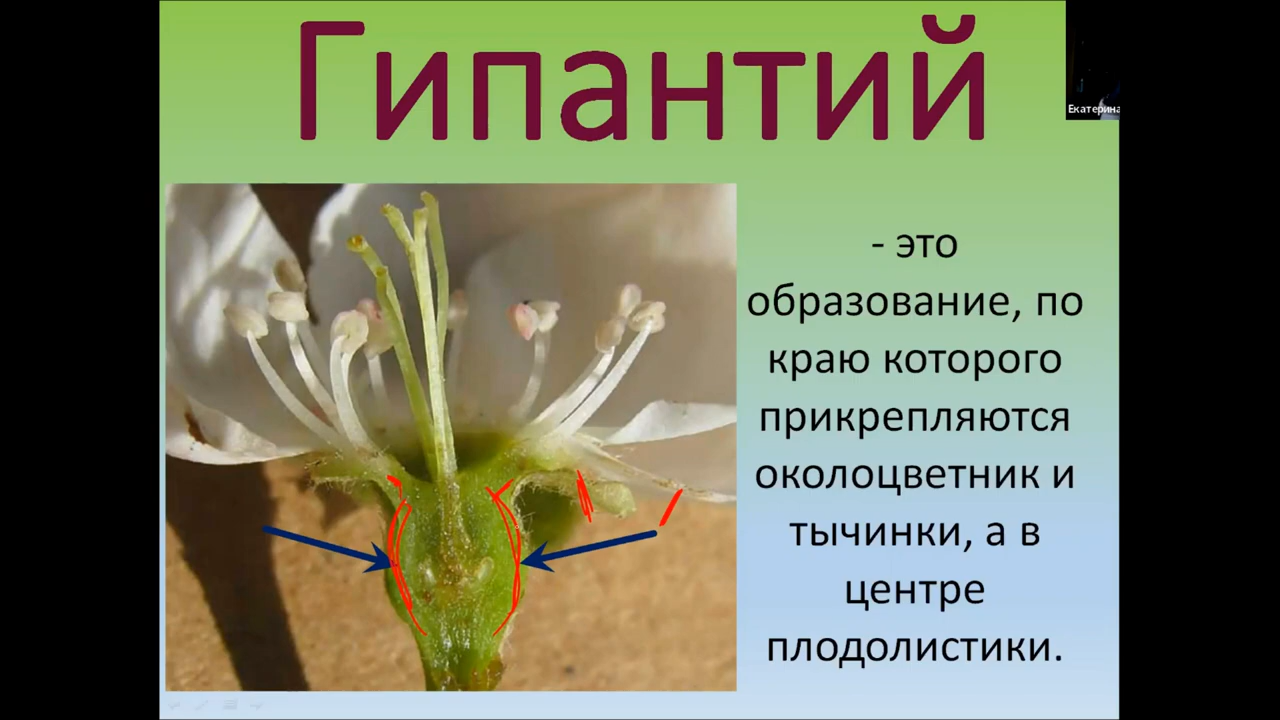 Гипантий
Екатерина
- это
образование, по
краю которого
прикрепляются
околоцветник и
тычинки, а в
центре
плодолистики.